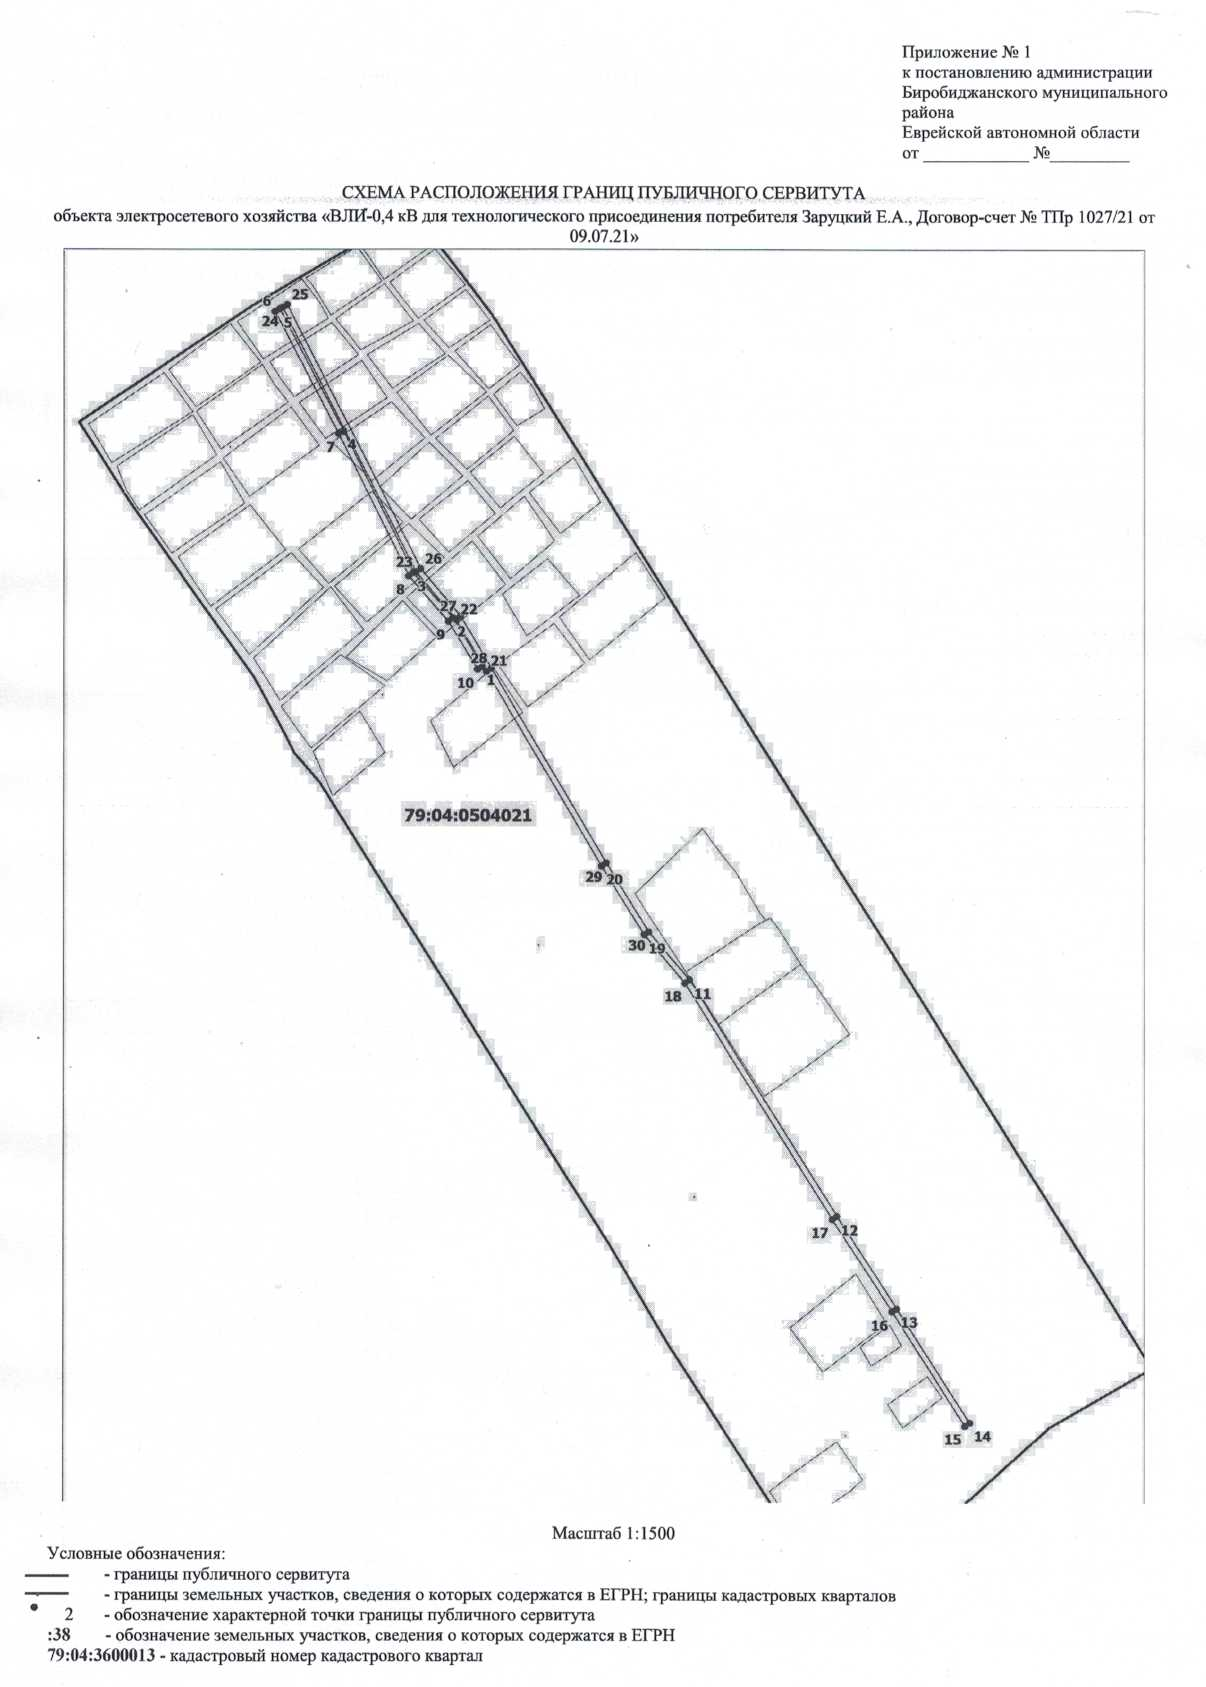 Приложение № 1
к постановлению администрации
Биробиджанского муниципального
района
Еврейской автономной области
от ____________ №_________
СХЕМА РАСПОЛОЖЕНИЯ ГРАНИЦ ПУБЛИЧНОГО СЕРВИТУТА
объекта электросетевого хозяйства «ВЛИ-0,4 кВ для технологического присоединения потребителя Заруцкий Е.А., Договор-счет № ТПр 1027/21 от
09.07.21»
6 25
24 5
7 4
23 26
8 3
27 22
9 2
28 21
10 1
79:04:0504021
29 20
30 19
18 11
17 12
16 13
15 14
Масштаб 1:1500
Условные обозначения:
- границы публичного сервитута
- границы земельных участков, сведения о которых содержатся в ЕГРН; границы кадастровых кварталов
2 - обозначение характерной точки границы публичного сервитута
:38 - обозначение земельных участков, сведения о которых содержатся в ЕГРН
79:04:3600013 - кадастровый номер кадастрового квартал